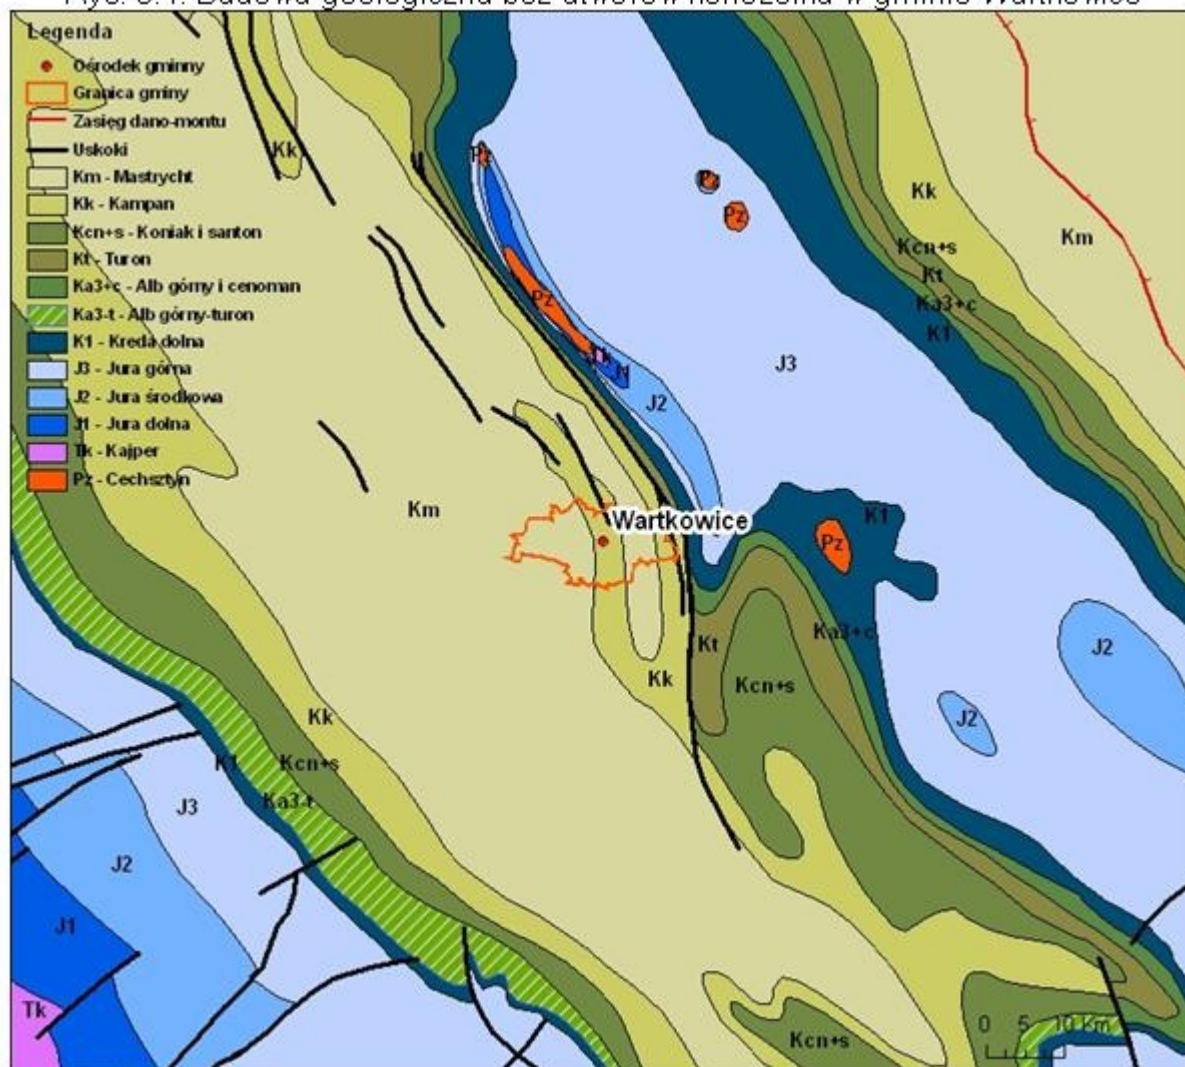 Rys. 3.1. Budowa geologiczna bez utworów kenozoiku w gminie Wartkowice
Legenda
Ośrodek gminny
Granica gminy
Zasięg dano-montu
Uskoki
Km - Mastrycht
Kk - Kampan
Kcn+s - Koniak i santon
Kt - Turon
Ka3+c - Alb górny i cenoman
Ka3-t - Alb górny-turon
K1 - Kreda dolna
J3 - Jura górna
J2 - Jura środkowa
J1 - Jura dolna
Tk - Kajper
Pz - Cechsztyn
Kk
Pz
Pz
Pz
Kk
Kcn+s
Km
Kt
Ka3+c
K1
Pz
Tk
J1
J3
J2
Km
Wartkowice
K1
Pz
Ka3+c
Kt
J2
Kk
Kcn+s
J2
Kk
K1
Kcn+s
Ka3-t
J3
J2
J1
Tk
Kcn+s
0 5 10 Km